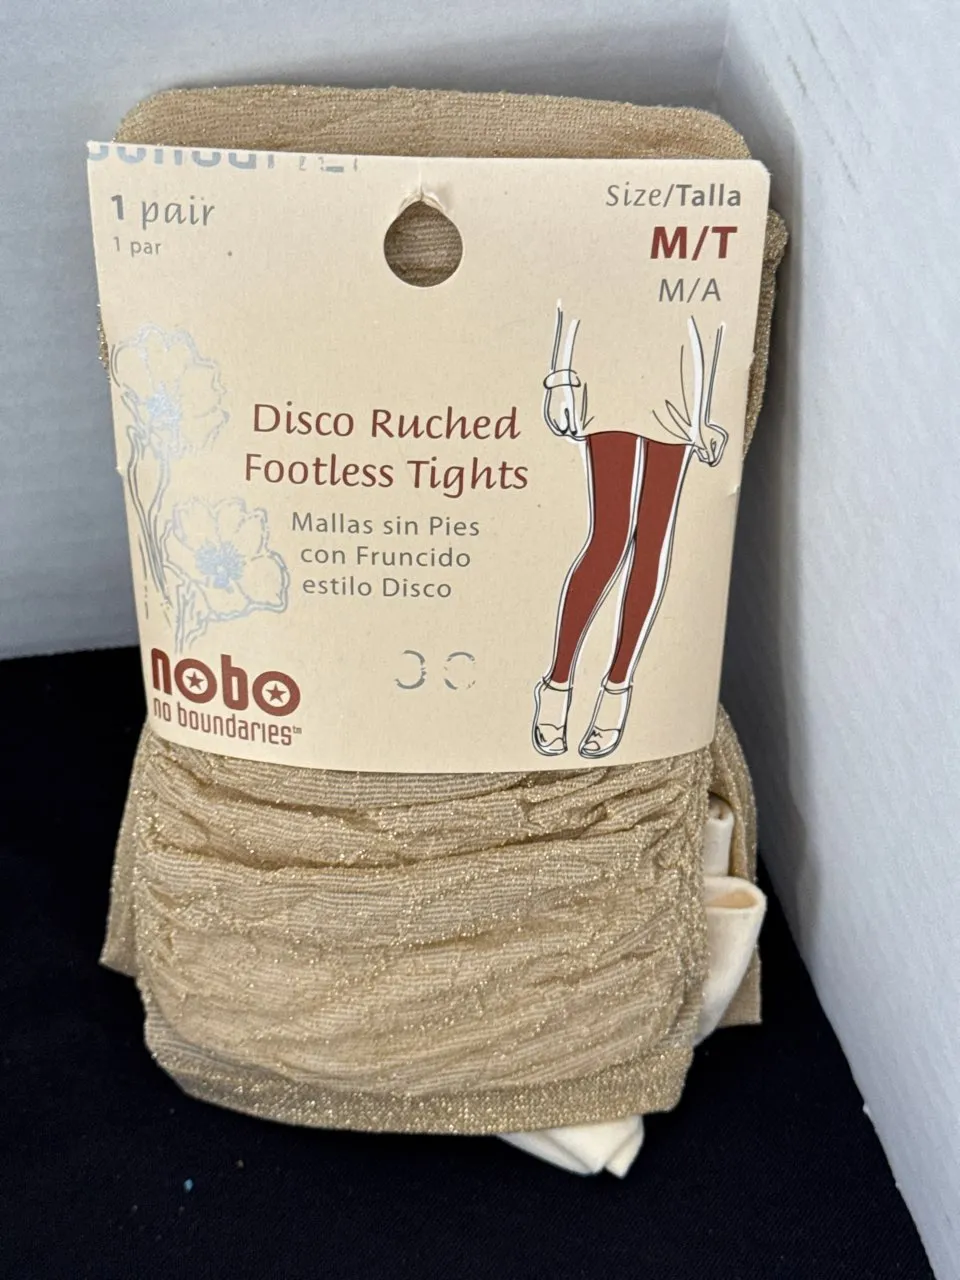 1 pair
1 par
Size/Talla
M/T
M/A
Disco Ruched
Footless Tights
Mallas sin Pies
con Fruncido
estilo Disco
nobo
no boundaries™